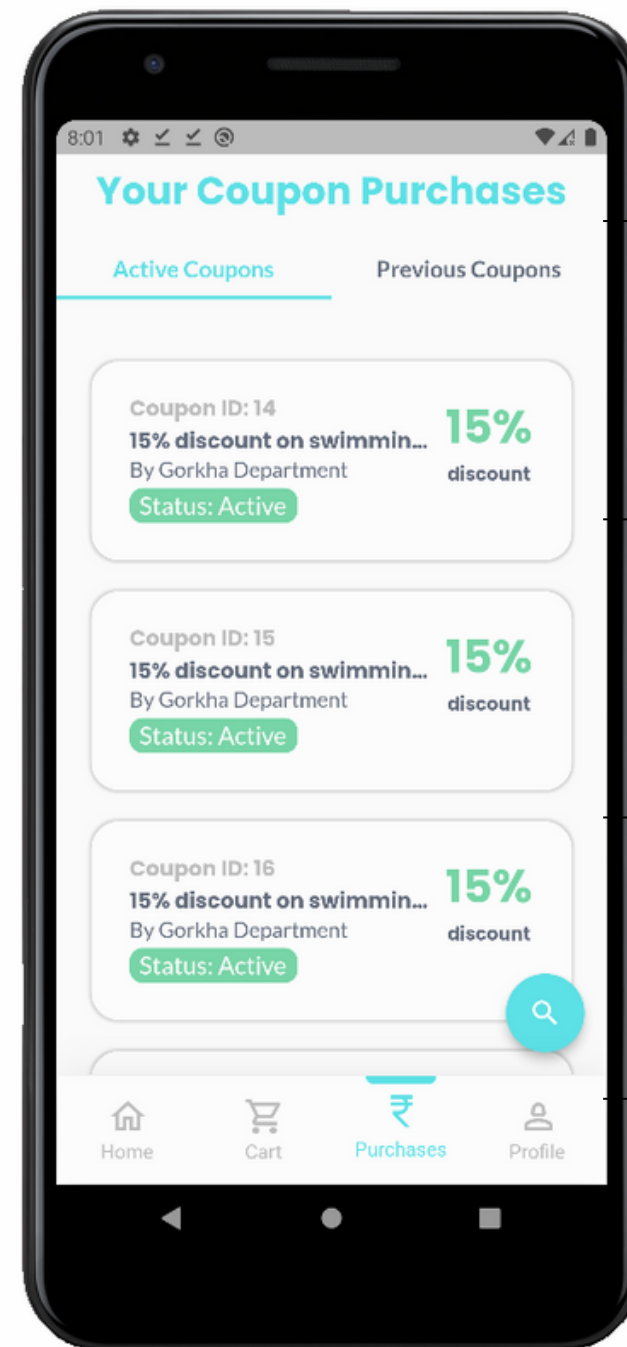 8:01
Your Coupon Purchases
Active Coupons Previous Coupons
Coupon ID: 14
15% discount on swimmin...
By Gorkha Department
Status: Active
15%
discount
Coupon ID: 15
15% discount on swimmin...
By Gorkha Department
Status: Active
15%
discount
Coupon ID: 16
15% discount on swimmin...
By Gorkha Department
Status: Active
15%
discount
₹
Home Cart Purchases Profile